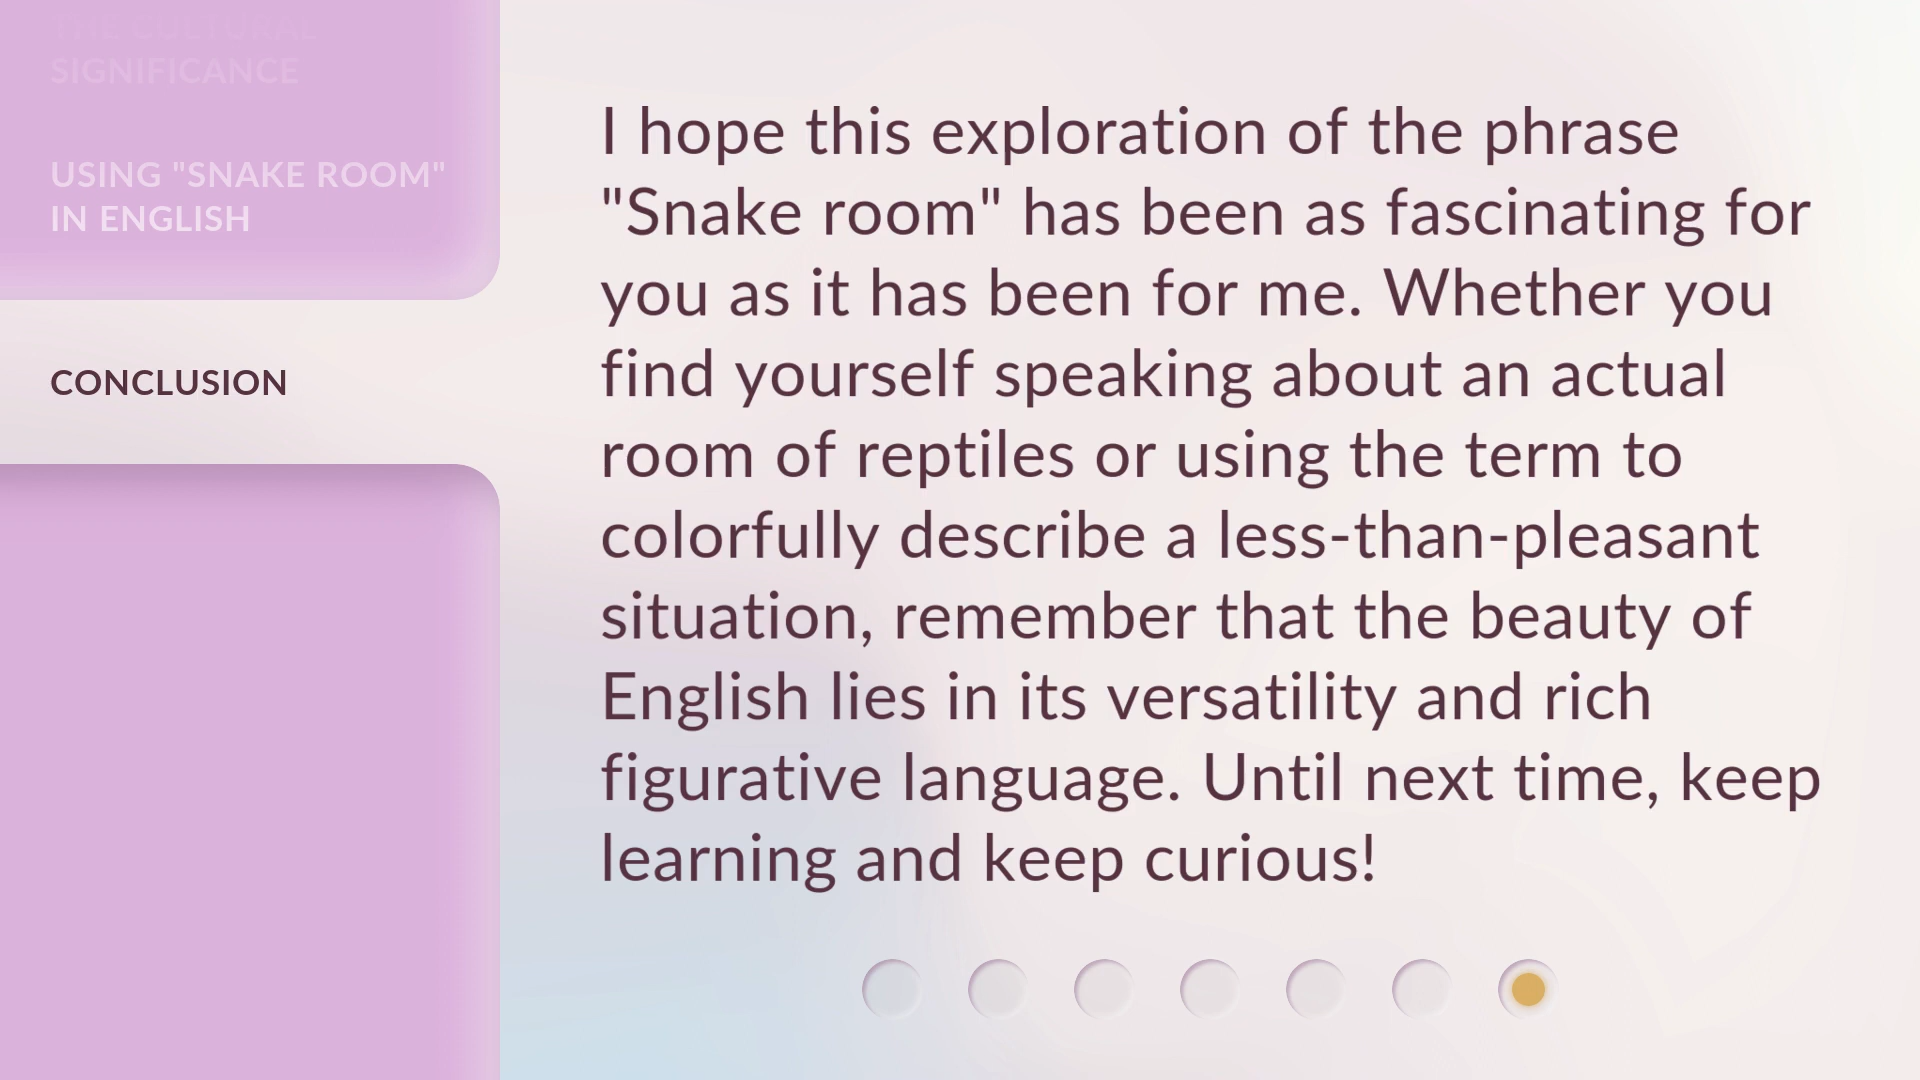 THE CULTURAL
SIGNIFICANCE
USING "SNAKE ROOM"
IN ENGLISH
CONCLUSION
I hope this exploration of the phrase
"Snake room" has been as fascinating for
you as it has been for me. Whether you
find yourself speaking about an actual
room of reptiles or using the term to
colorfully describe a less-than-pleasant
situation, remember that the beauty of
English lies in its versatility and rich
figurative language. Until next time, keep
learning and keep curious!